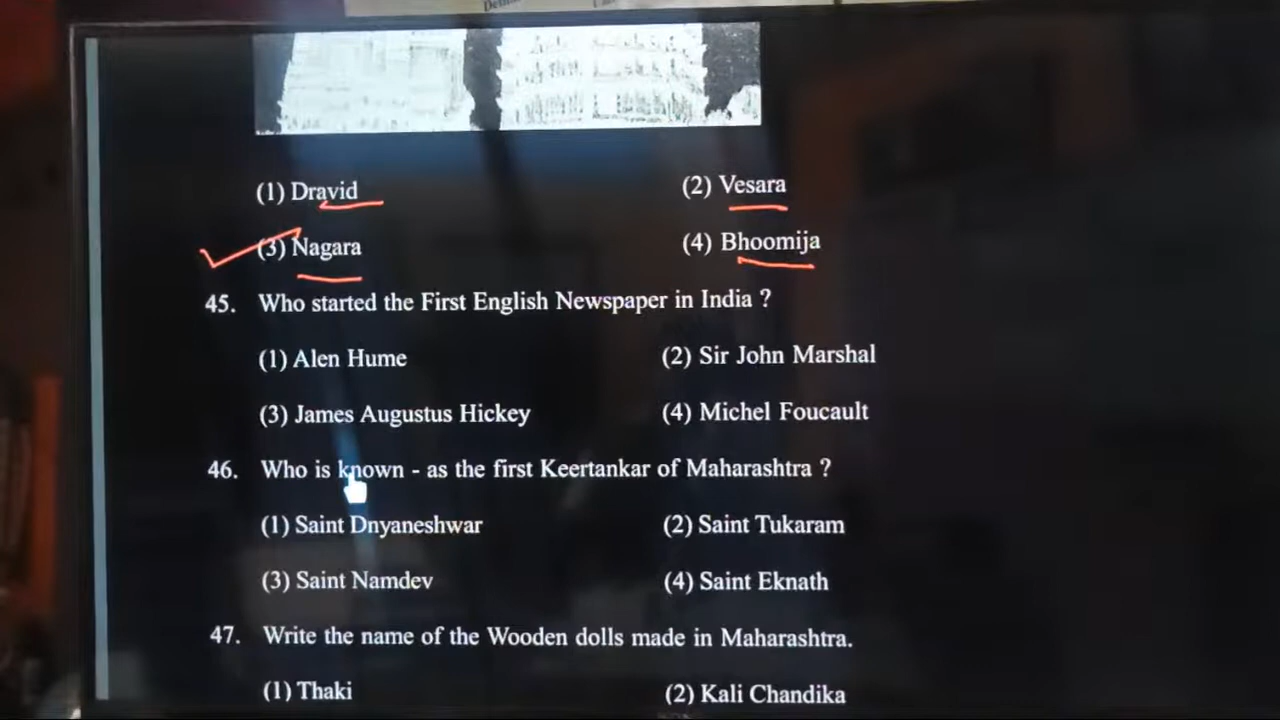 (1) Dravid (2) Vesara
(3) Nagara (4) Bhoomija
45. Who started the First English Newspaper in India ?
(1) Alen Hume (2) Sir John Marshal
(3) James Augustus Hickey (4) Michel Foucault
46. Who is known - as the first Keertankar of Maharashtra ?
(1) Saint Dnyaneshwar (2) Saint Tukaram
(3) Saint Namdev (4) Saint Eknath
47. Write the name of the Wooden dolls made in Maharashtra.
(1) Thaki (2) Kali Chandika